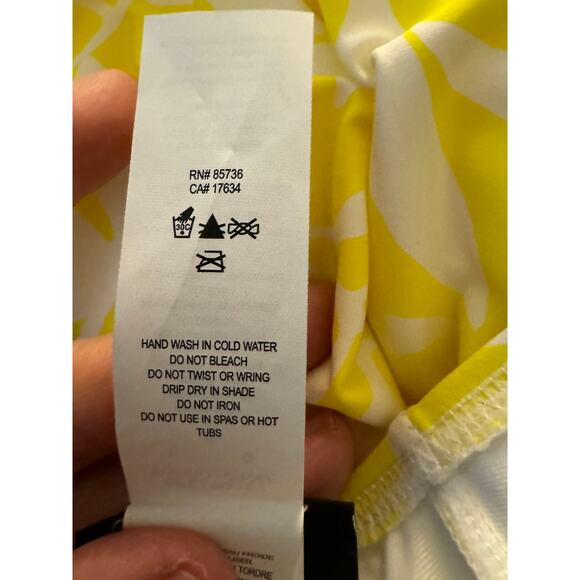 RN# 85736
CA# 17634
30C
HAND WASH IN COLD WATER
DO NOT BLEACH
DO NOT TWIST OR WRING
DRIP DRY IN SHADE
DO NOT IRON
DO NOT USE IN SPAS OR HOT
TUBS
TORDRE